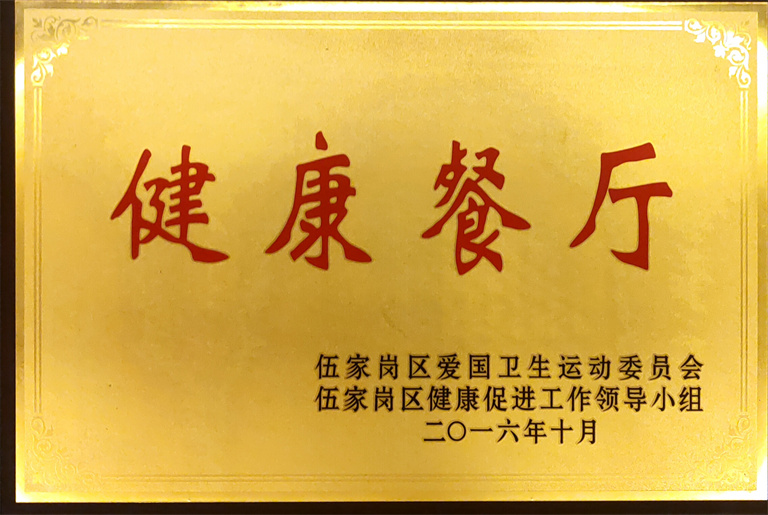 健康餐厅
伍家岗区爱国卫生运动委员会
伍家岗区健康促进工作领导小组
二〇一六年十月